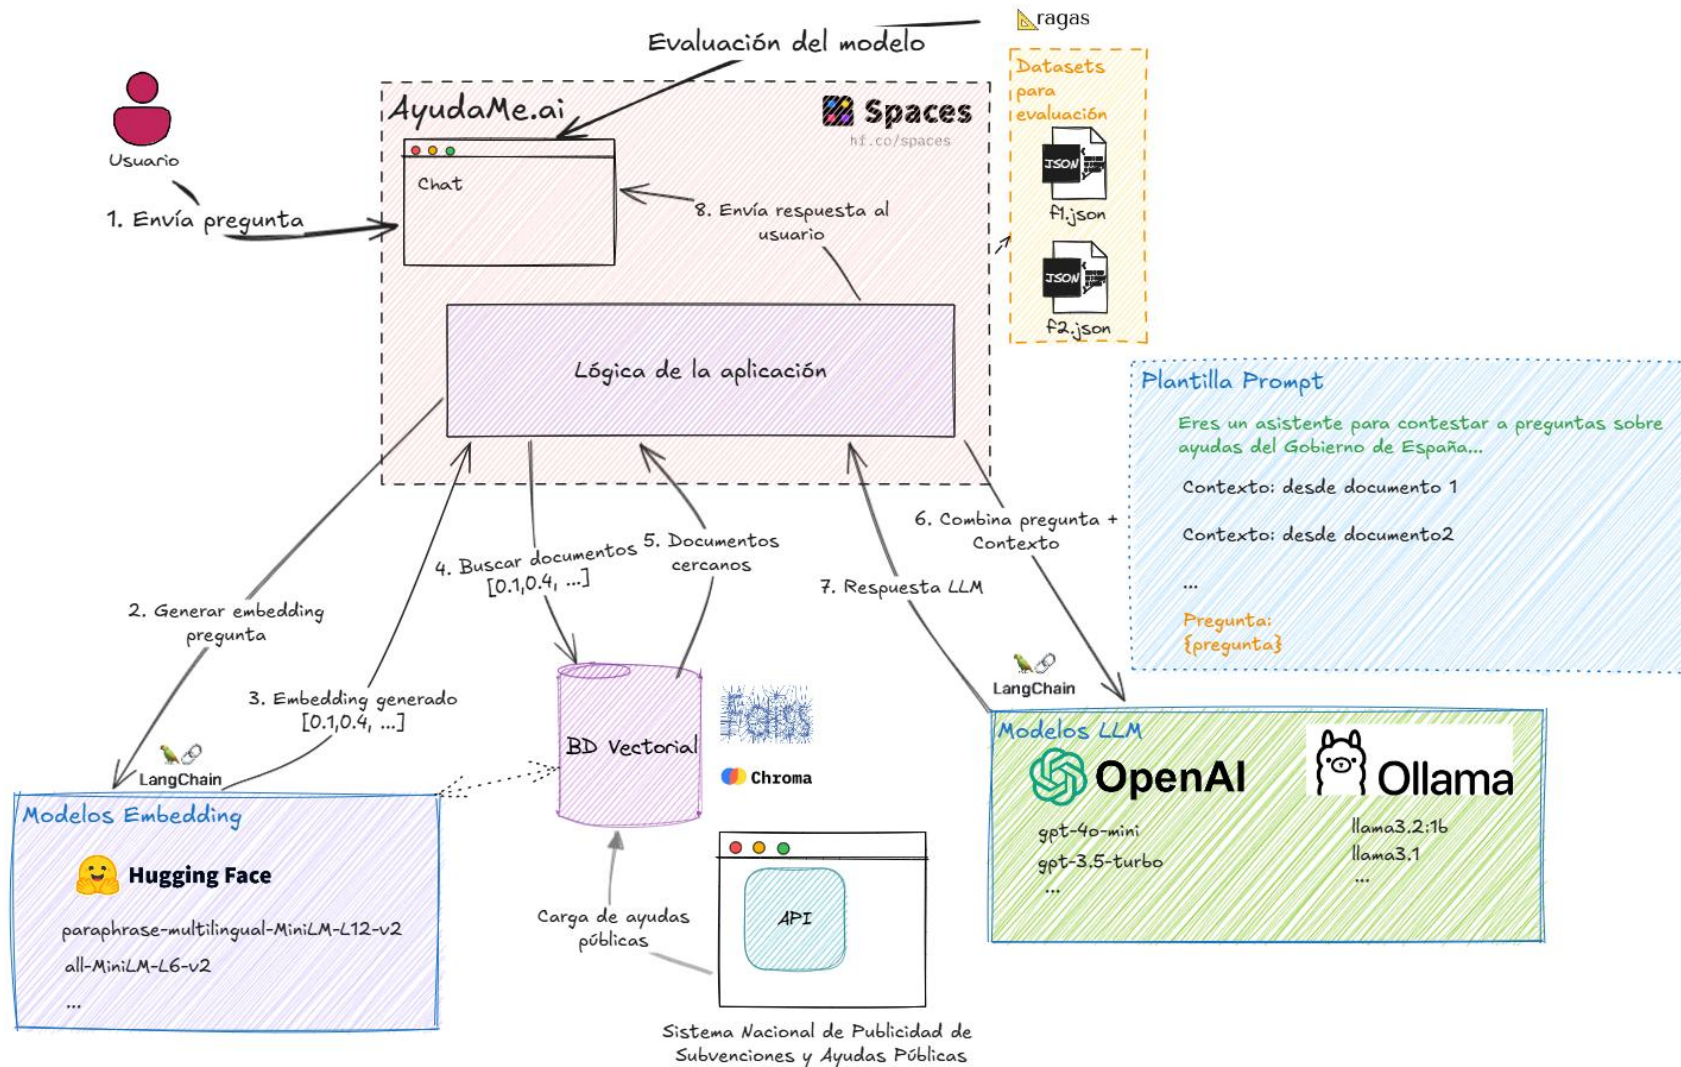 ragas
Evaluación del modelo
Datasets
para
evaluación
JSON
f1.json
JSON
f2.json
Usuario
1. Envía pregunta
AyudaMe.ai
Spaces
hf.co/spaces
Chat
8. Envía respuesta al
usuario
Lógica de la aplicación
Plantilla Prompt
Eres un asistente para contestar a preguntas sobre
ayudas del Gobierno de España...
Contexto: desde documento 1
Contexto: desde documento2
...
Pregunta:
{pregunta}
2. Generar embedding
pregunta
3. Embedding generado
[0.1,0.4, ...]
4. Buscar documentos
[0.1,0.4, ...]
5. Documentos
cercanos
6. Combina pregunta +
Contexto
7. Respuesta LLM
LangChain
Modelos Embedding
Hugging Face
paraphrase-multilingual-MiniLM-L12-v2
all-MiniLM-L6-v2
...
BD Vectorial
Chroma
LangChain
Modelos LLM
OpenAI
gpt-4o-mini
gpt-3.5-turbo
...
Ollama
llama3.2:1b
llama3.1
...
Carga de ayudas
públicas
API
Sistema Nacional de Publicidad de
Subvenciones y Ayudas Públicas